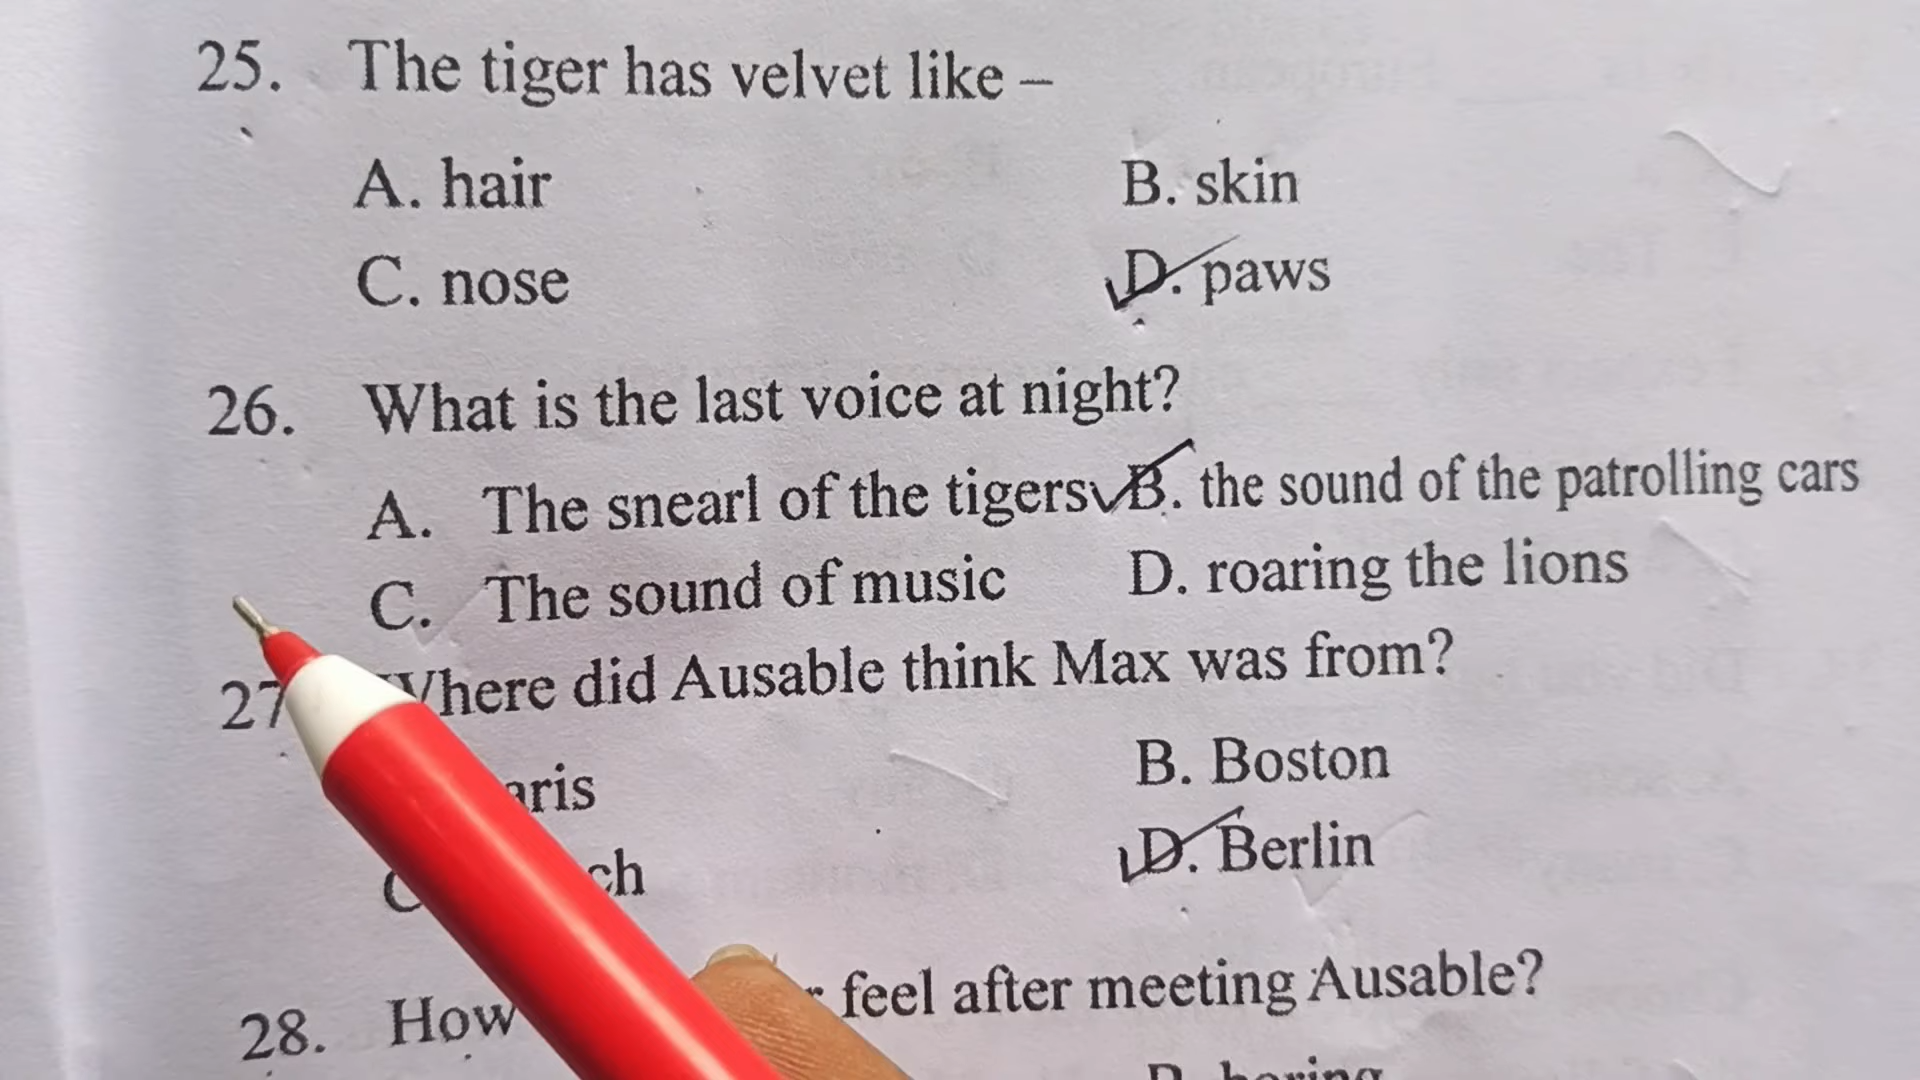 25. The tiger has velvet like –
A. hair B. skin
C. nose D. paws
26. What is the last voice at night?
A. The snearl of the tigers B. the sound of the patrolling cars
C. The sound of music D. roaring the lions
27 Where did Ausable think Max was from?
B. Boston
D. Berlin
28. How feel after meeting Ausable?